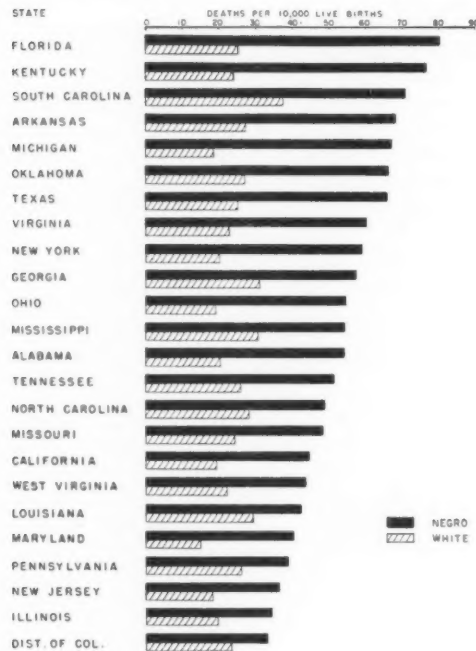 STATE DEATHS PER 10,000 LIVE BIRTHS
0 10 20 30 40 50 60 70 80 90
FLORIDA
KENTUCKY
SOUTH CAROLINA
ARKANSAS
MICHIGAN
OKLAHOMA
TEXAS
VIRGINIA
NEW YORK
GEORGIA
OHIO
MISSISSIPPI
ALABAMA
TENNESSEE
NORTH CAROLINA
MISSOURI
CALIFORNIA
WEST VIRGINIA
LOUISIANA
MARYLAND
PENNSYLVANIA
NEW JERSEY
ILLINOIS
DIST. OF COL.
NEGRO
WHITE